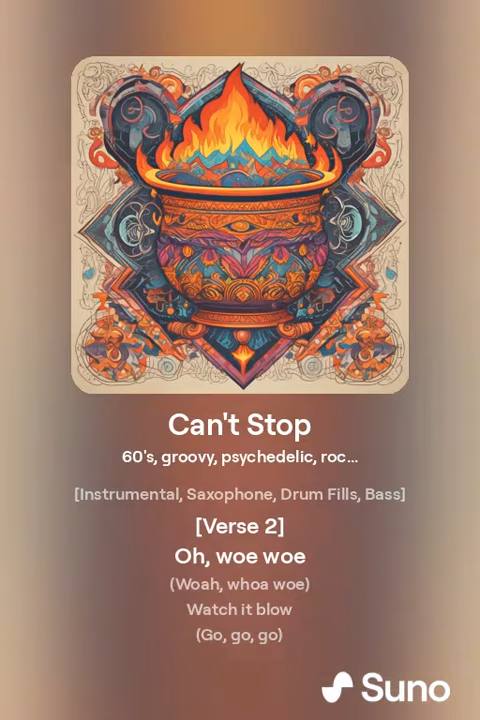 Can't Stop
60's, groovy, psychedelic, roc...
[Instrumental, Saxophone, Drum Fills, Bass]
[Verse 2]
Oh, woe woe
(Woah, whoa woe)
Watch it blow
(Go, go, go)
Suno